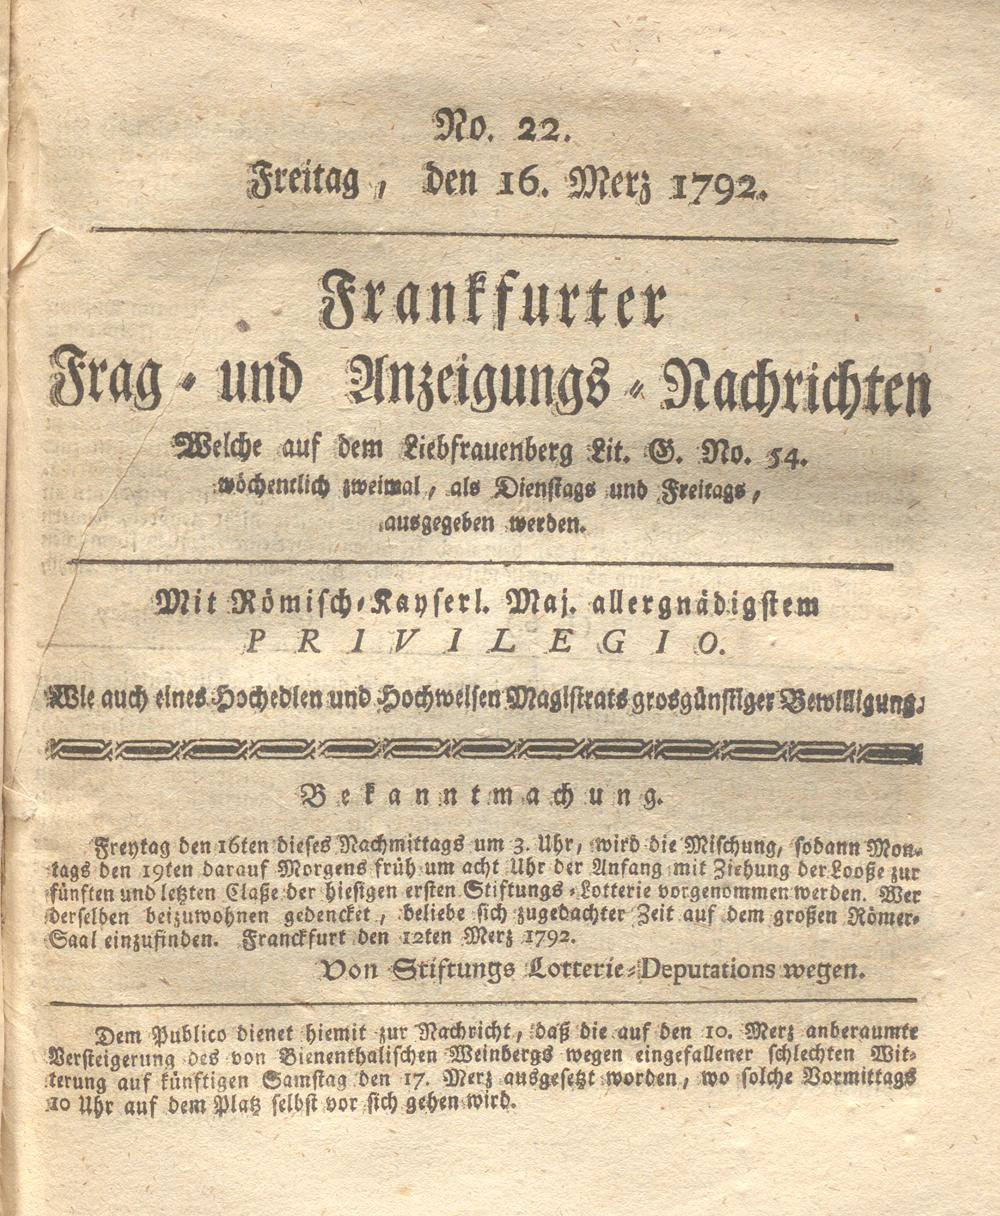 No. 22.
Freitag, den 16. Merz 1792.
Frankfurter
Frag- und Anzeigungs-Nachrichten
Welche auf dem Liebfrauenberg Lit. G. No. 54.
wöchentlich zweimal, als Dienstags und Freitags,
ausgegeben werden.
Mit Römisch-Kayserl. Maj. allergnädigstem
PRIVILEGIO.
Wie auch eines Hochedlen und Hochweisen Magistrats grosgünstiger Bewilligung.
Bekanntmachung.
Freytag den 16ten dieses Nachmittags um 3. Uhr, wird die Mischung, sodann Mon-
tags den 19ten darauf Morgens früh um acht Uhr der Anfang mit Ziehung der Looße zur
fünften und letzten Claße der hiesigen ersten Stiftungs-Lotterie vorgenommen werden. Wer
derselben beizuwohnen gedencket, beliebe sich zugedachter Zeit auf dem großen Römer-
Saal einzufinden. Franckfurt den 12ten Merz 1792.
Von Stiftungs Lotterie-Deputations wegen.
Dem Publico dienet hiemit zur Nachricht, daß die auf den 10. Merz anberaumte
Versteigerung des von Bienenthalischen Weinbergs wegen eingefallener schlechten Wit-
terung auf künftigen Samstag den 17. Merz ausgesetzt worden, wo solche Vormittags
10 Uhr auf dem Platz selbst vor sich gehen wird.